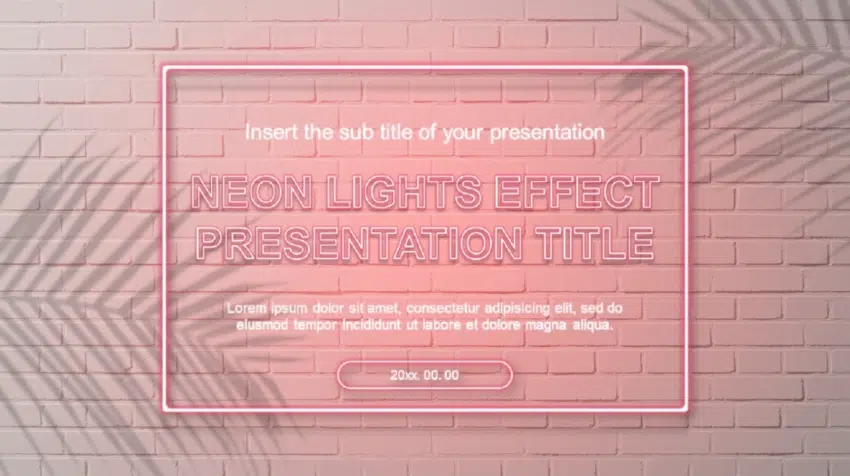 Insert the sub title of your presentation
NEON LIGHTS EFFECT
PRESENTATION TITLE
Lorem ipsum dolor sit amet, consectetur adipisicing elit, sed do
eiusmod tempor incididunt ut labore et dolore magna aliqua.
20xx. 00. 00